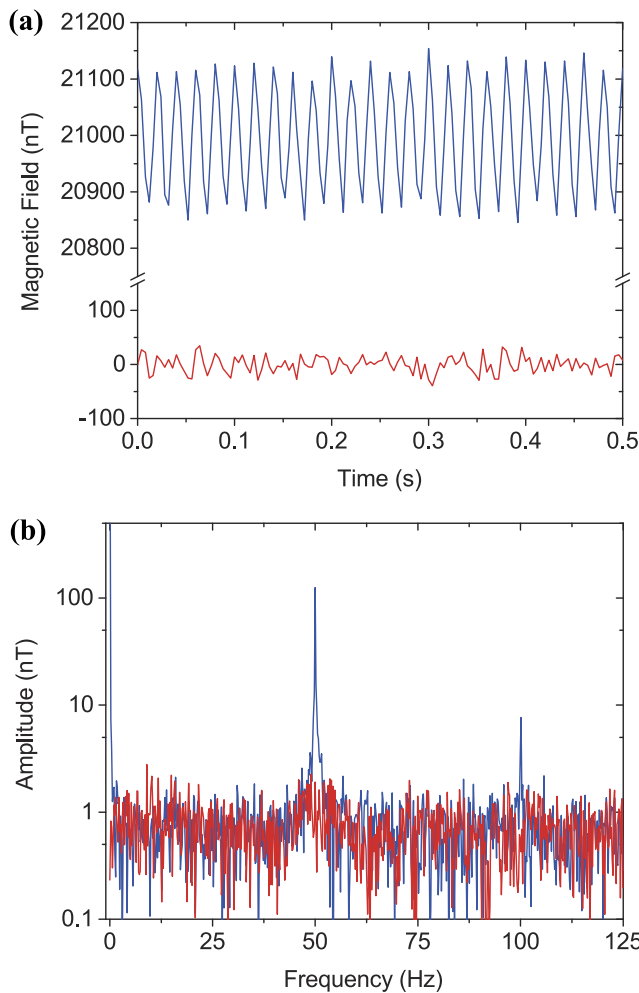 (a)
21200
21100
21000
20900
20800
100
0
-100
Magnetic Field (nT)
0.0 0.1 0.2 0.3 0.4 0.5
Time (s)
(b)
100
10
1
0.1
Amplitude (nT)
0 25 50 75 100 125
Frequency (Hz)